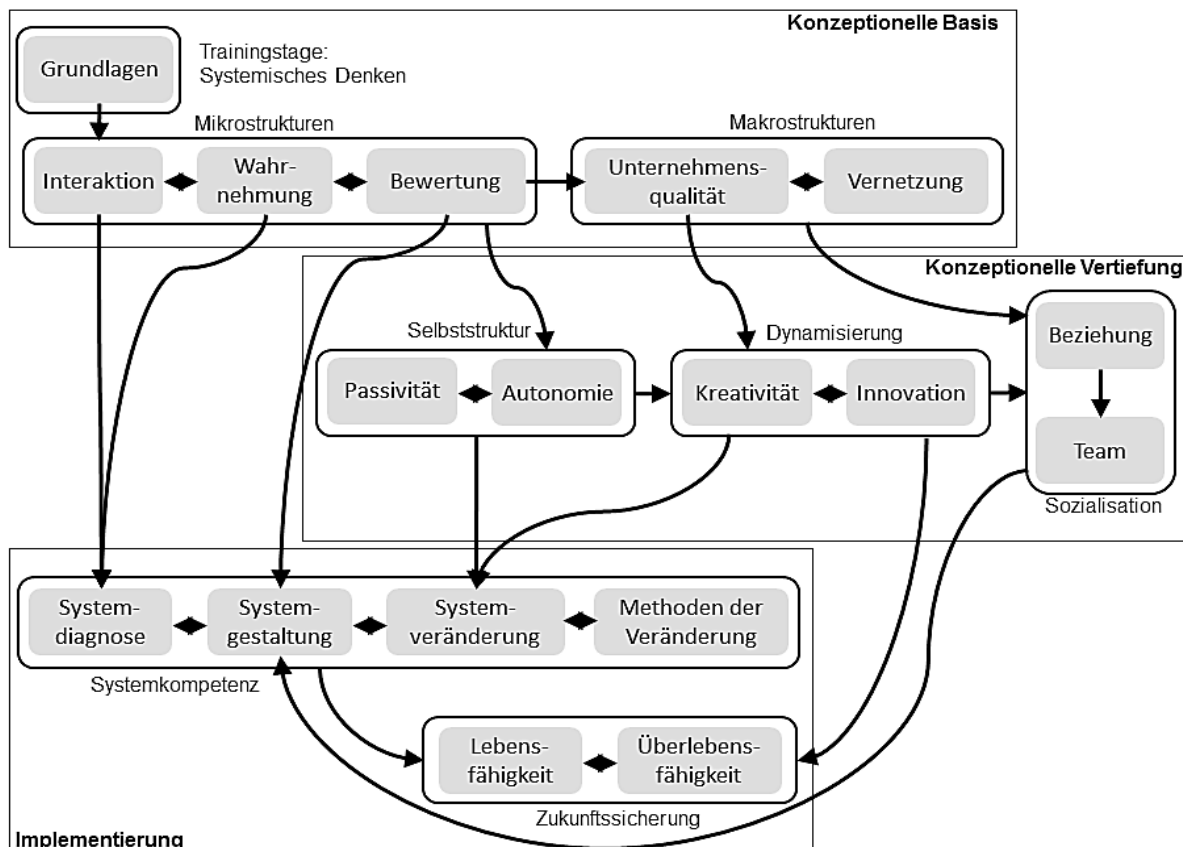 Konzeptionelle Basis
Grundlagen
Trainingstage:
Systemisches Denken
Mikrostrukturen
Makrostrukturen
Interaktion
Wahr-
nehmung
Bewertung
Unternehmens-
qualität
Vernetzung
Konzeptionelle Vertiefung
Selbststruktur
Dynamisierung
Beziehung
Passivität
Autonomie
Kreativität
Innovation
Team
Sozialisation
System-
diagnose
System-
gestaltung
System-
veränderung
Methoden der
Veränderung
Systemkompetenz
Lebens-
fähigkeit
Überlebens-
fähigkeit
Zukunftssicherung
Implementierung